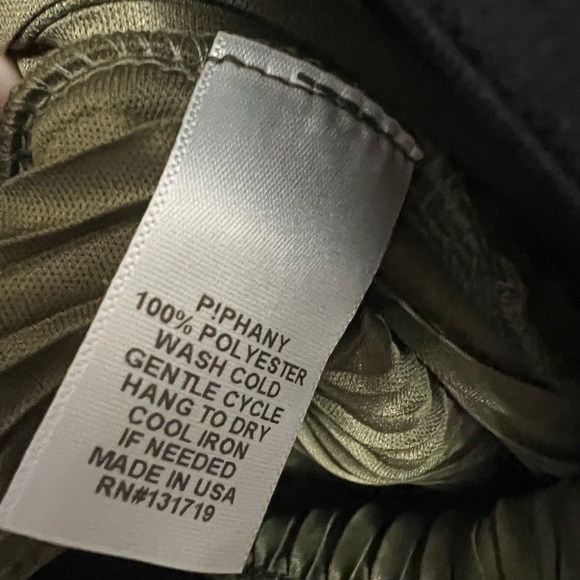 P!PHANY
100% POLYESTER
WASH COLD
GENTLE CYCLE
HANG TO DRY
COOL IRON
IF NEEDED
MADE IN USA
RN#131719